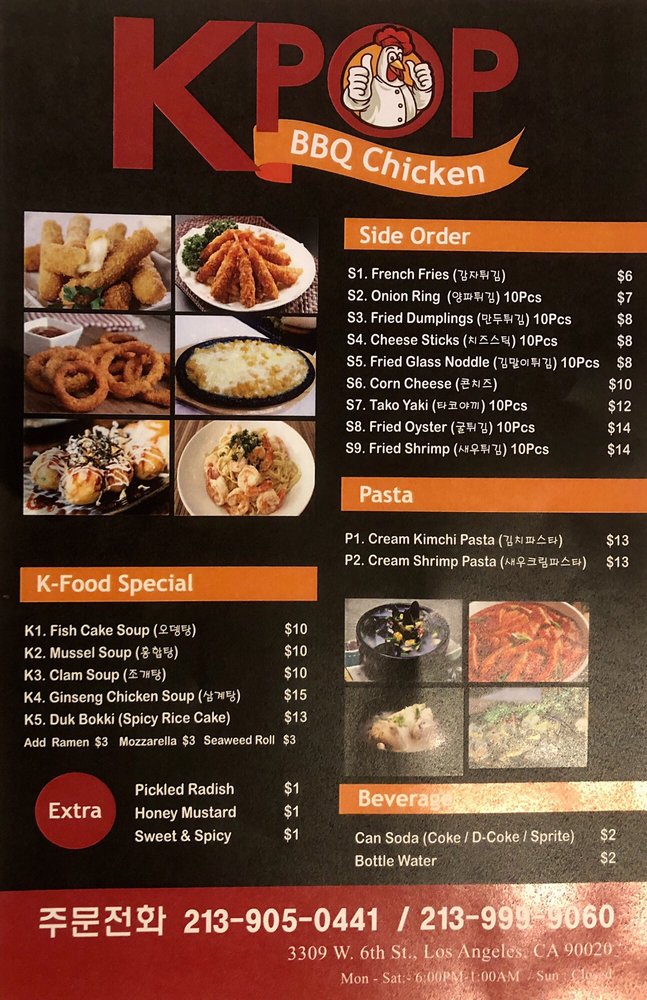 KPOP
BBQ Chicken
Side Order
S1. French Fries (감자튀김) $6
S2. Onion Ring (양파튀김) 10Pcs $7
S3. Fried Dumplings (만두튀김) 10Pcs $8
S4. Cheese Sticks (치즈스틱) 10Pcs $8
S5. Fried Glass Noddle (김말이튀김) 10Pcs $8
S6. Corn Cheese (콘치즈) $10
S7. Tako Yaki (타코야끼) 10Pcs $12
S8. Fried Oyster (굴튀김) 10Pcs $14
S9. Fried Shrimp (새우튀김) 10Pcs $14
Pasta
P1. Cream Kimchi Pasta (김치파스타) $13
P2. Cream Shrimp Pasta (새우크림파스타) $13
K-Food Special
K1. Fish Cake Soup (오뎅탕) $10
K2. Mussel Soup (홍합탕) $10
K3. Clam Soup (조개탕) $10
K4. Ginseng Chicken Soup (삼계탕) $15
K5. Duk Bokki (Spicy Rice Cake) $13
Add Ramen $3 Mozzarella $3 Seaweed Roll $3
Extra
Pickled Radish $1
Honey Mustard $1
Sweet & Spicy $1
Beverage
Can Soda (Coke / D-Coke / Sprite) $2
Bottle Water $2
주문전화 213-905-0441 / 213-999-9060
3309 W. 6th St., Los Angeles, CA 90020
Mon - Sat: - 6:00PM-1:00AM / Sun : Closed